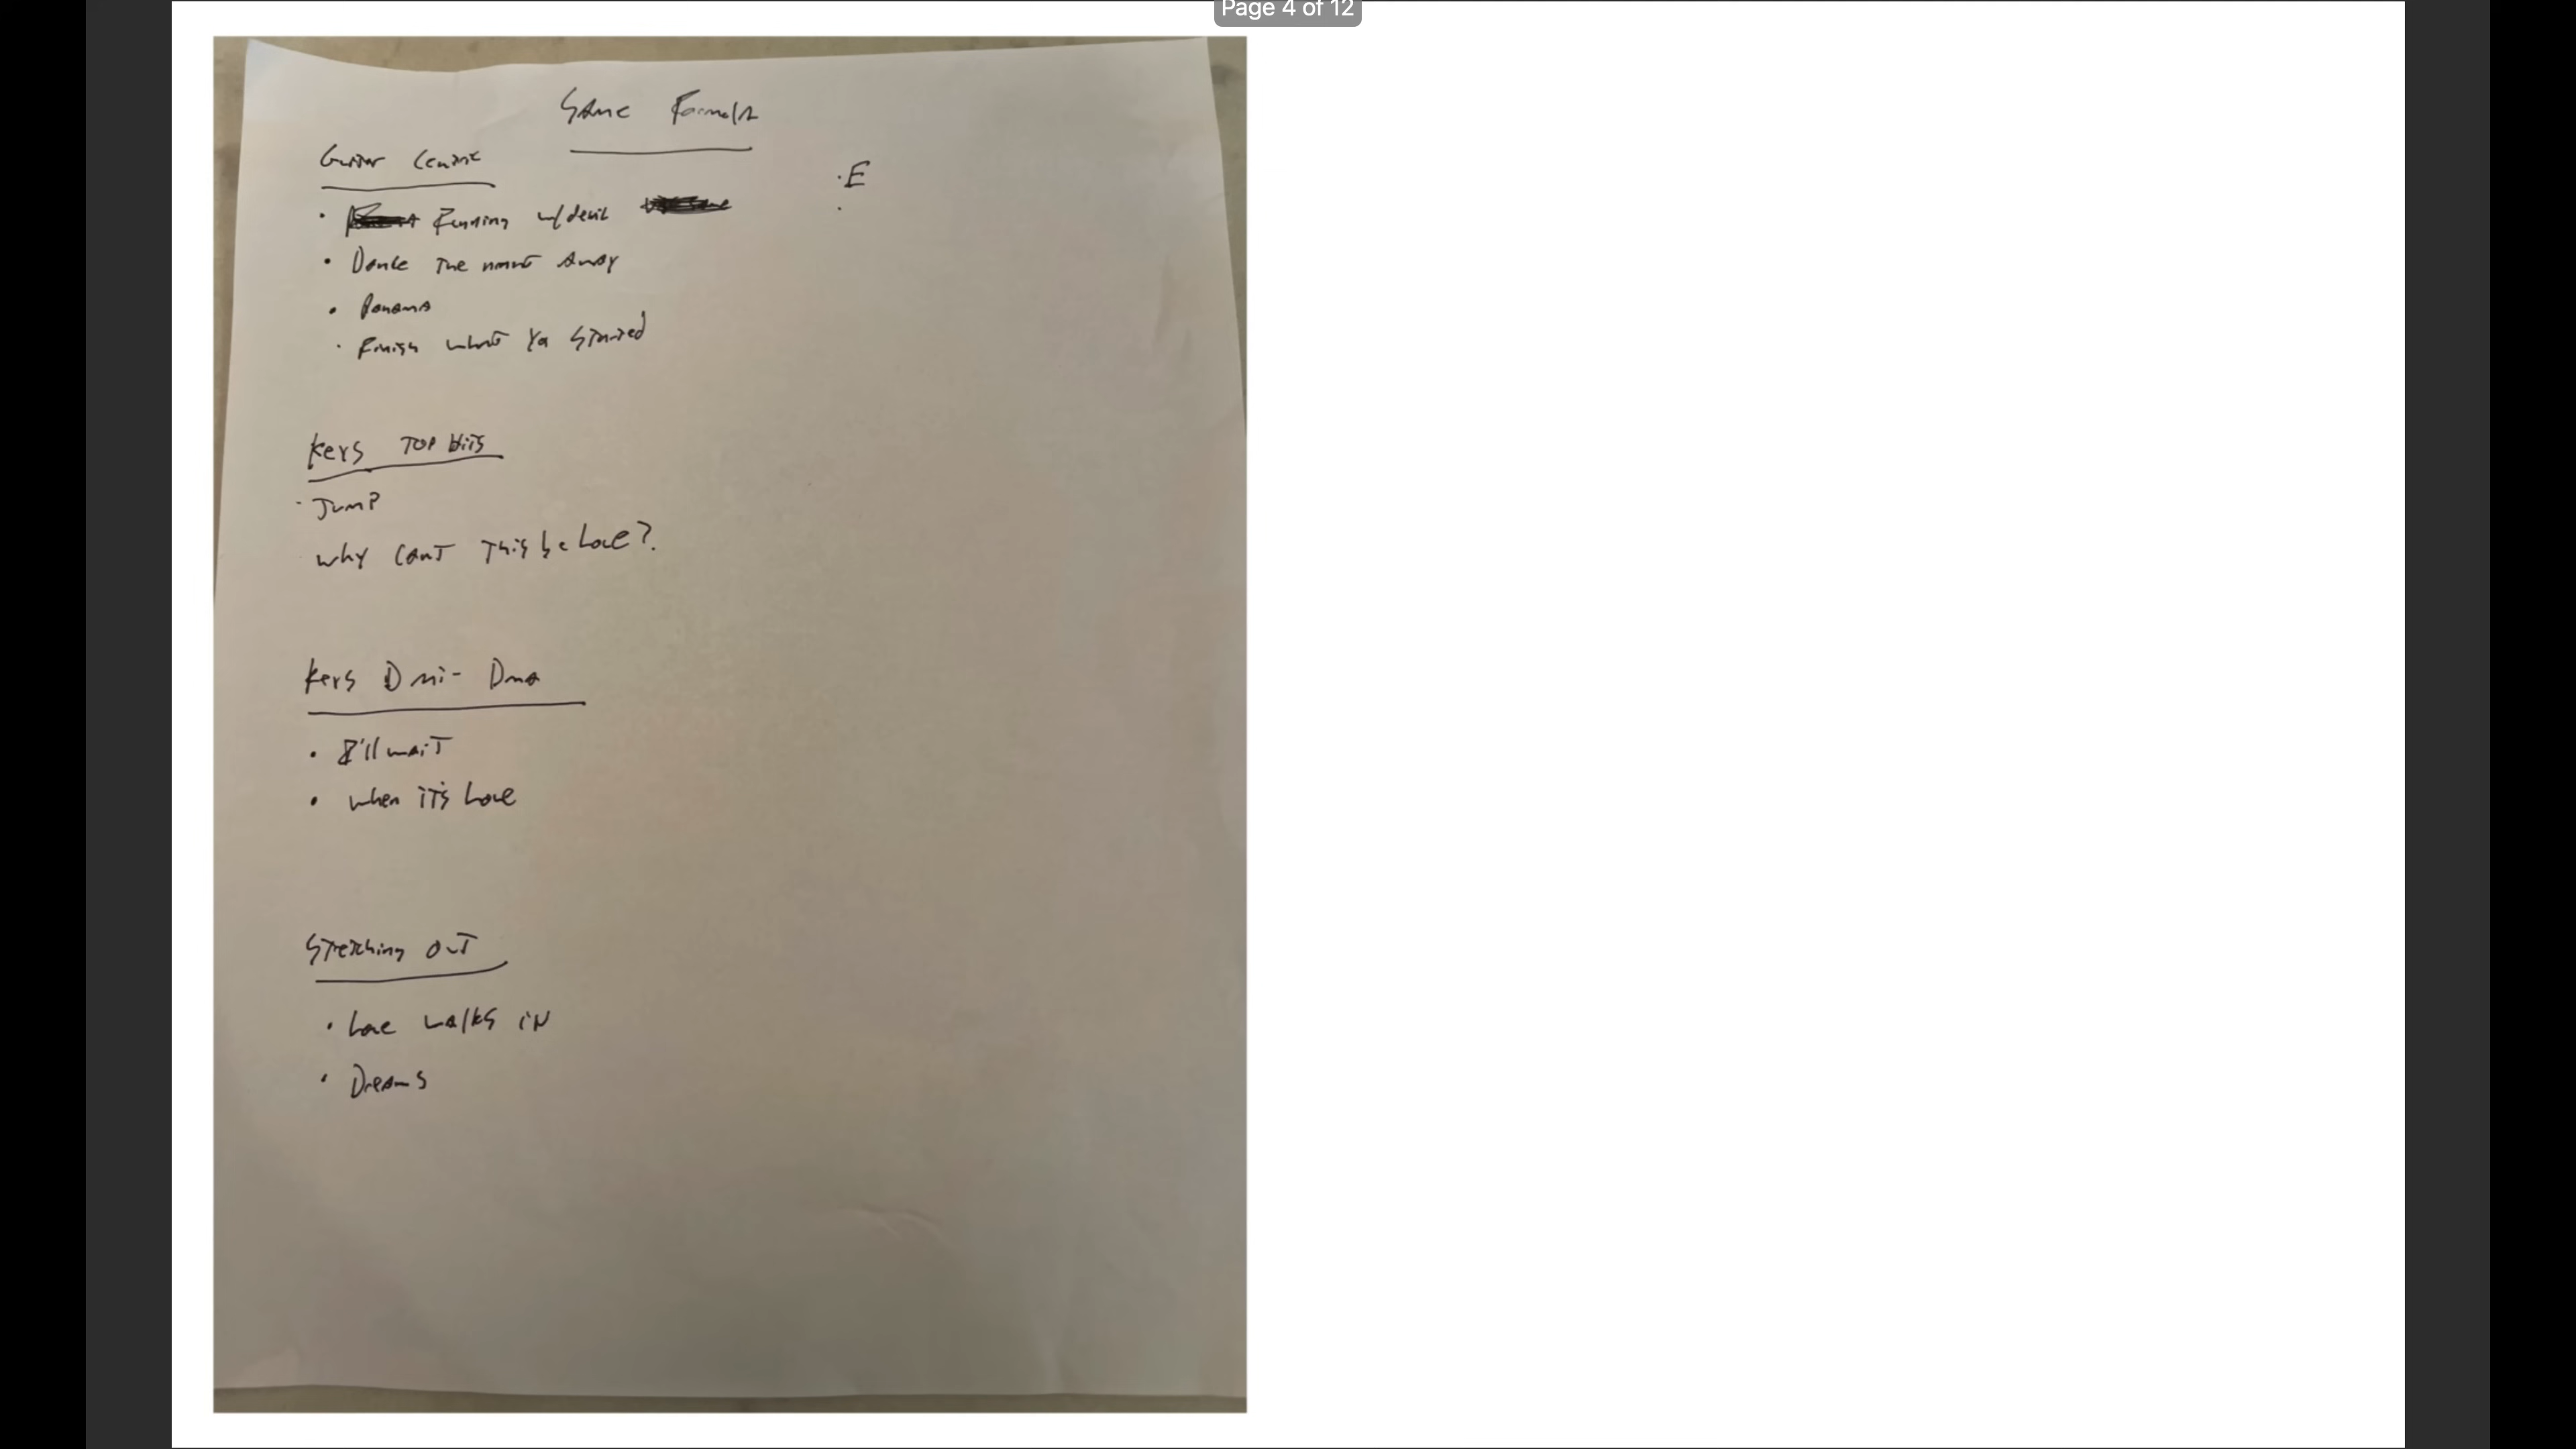 Page 4 of 12
Same Formula
Guitar Centric
· Running w/devil
· Dance The night Away
· Panama
· Finish what Ya Started
· E
·
Keys TOP Hits
- Jump
· Why Can't This be Love?
Keys D mi - D ma
· I'll wait
· When it's Love
Stretching OUT
· Love walks iN
· Dreams